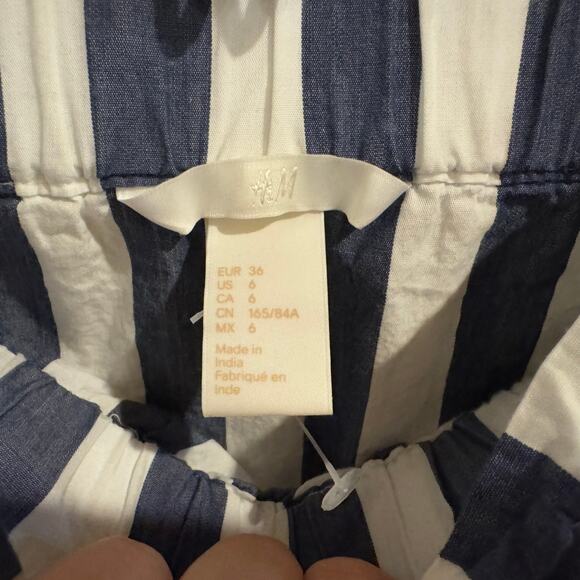 H&M
EUR 36
US 6
CA 6
CN 165/84A
MX 6
Made in
India
Fabriqué en
Inde